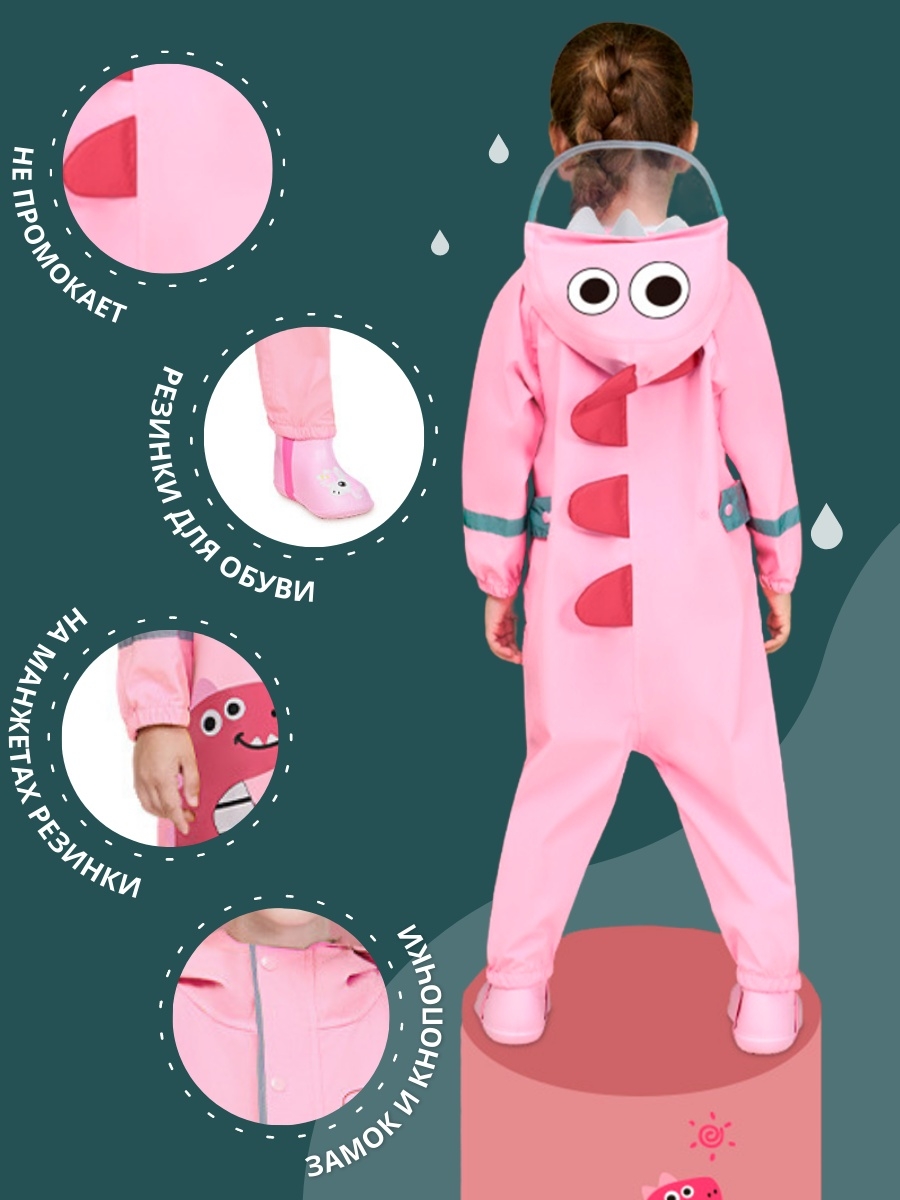 НЕ ПРОМОКАЕТ
РЕЗИНКИ ДЛЯ ОБУВИ
НА МАНЖЕТАХ РЕЗИНКИ
ЗАМОК И КНОПОЧКИ